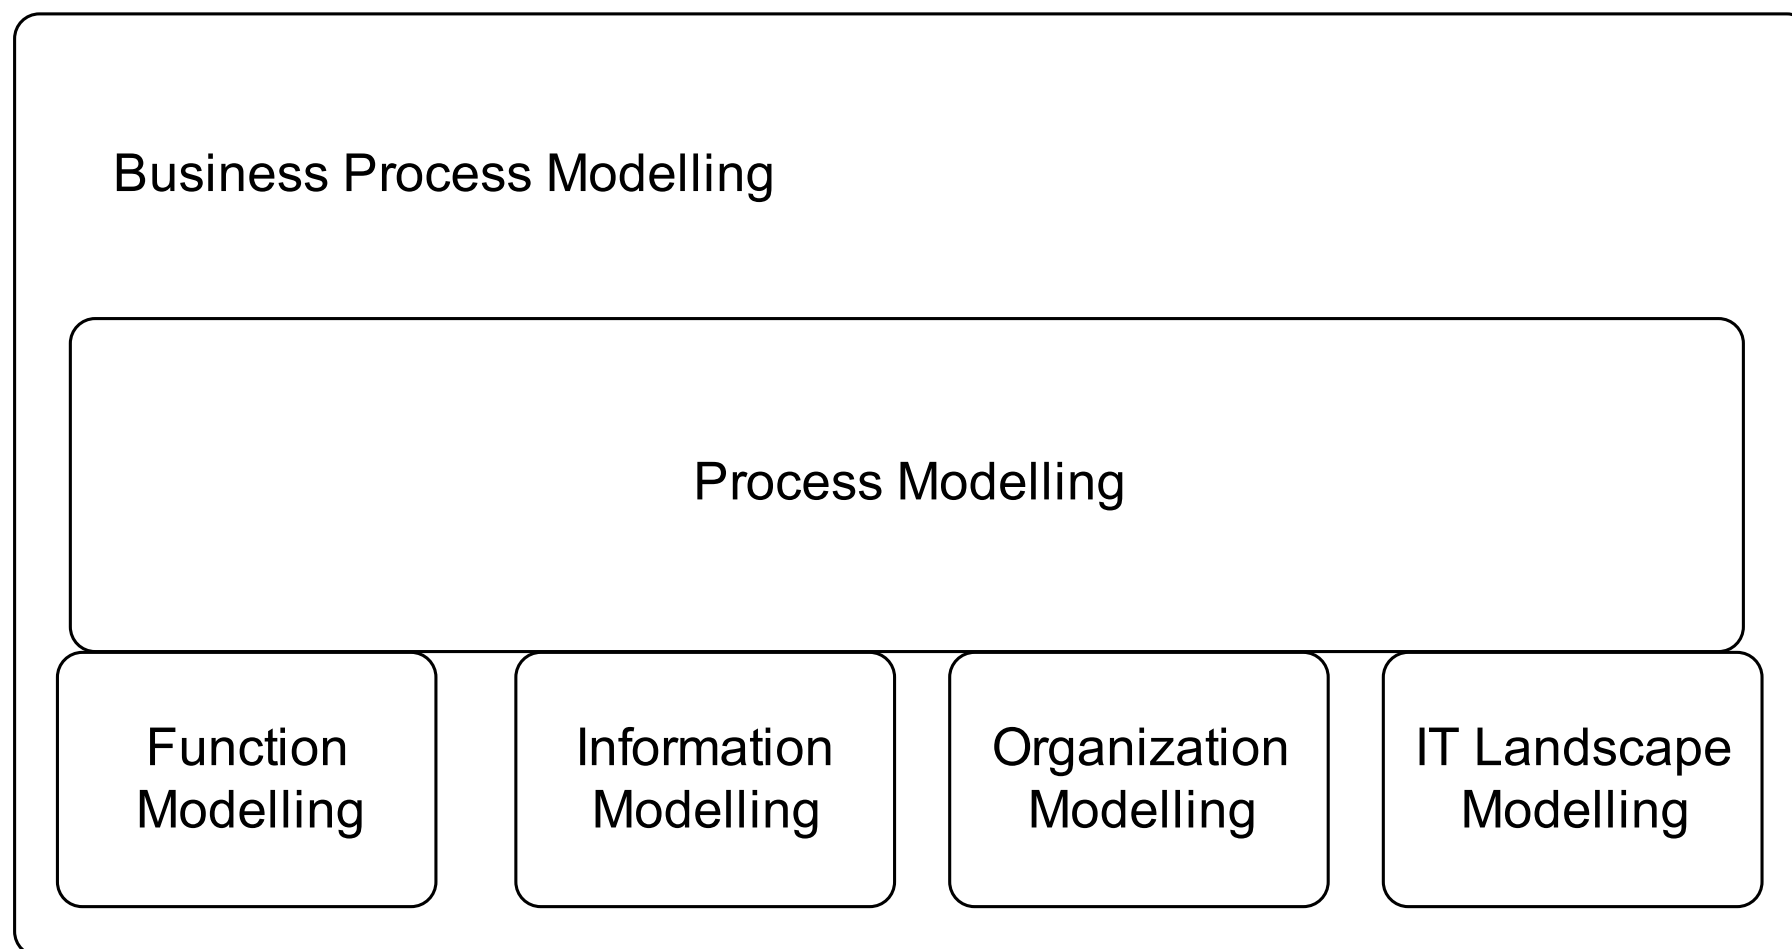 Business Process Modelling
Process Modelling
Function
Modelling
Information
Modelling
Organization
Modelling
IT Landscape
Modelling